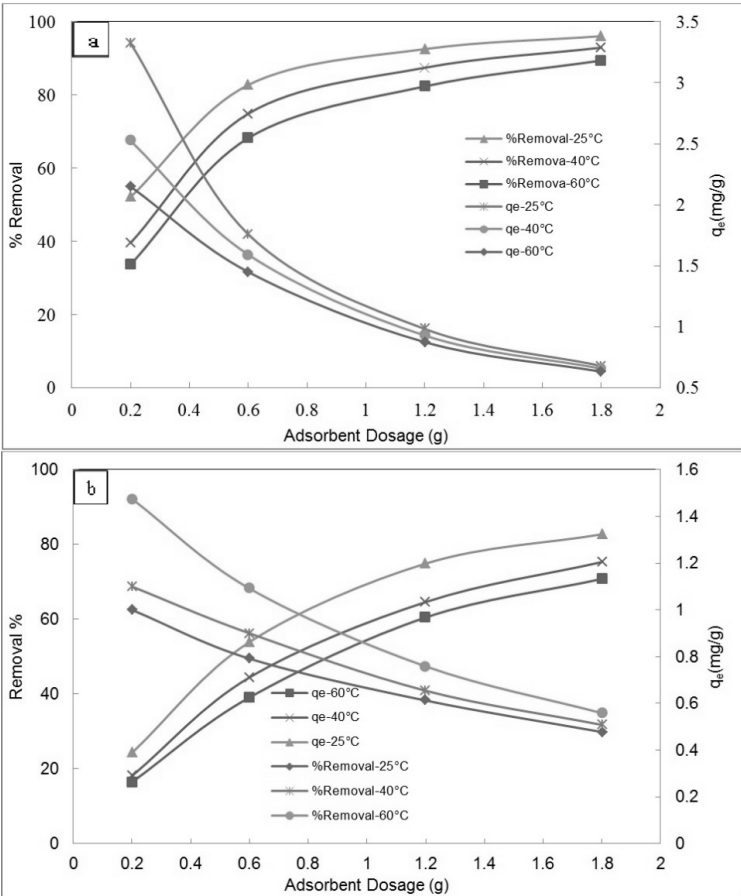 a
100
80
60
40
20
0
% Removal
3.5
3
2.5
2
1.5
1
0.5
qe(mg/g)
%Removal-25°C
%Remova-40°C
%Remova-60°C
qe-25°C
qe-40°C
qe-60°C
0 0.2 0.4 0.6 0.8 1 1.2 1.4 1.6 1.8 2
Adsorbent Dosage (g)
b
100
80
60
40
20
0
Removal %
1.6
1.4
1.2
1
0.8
0.6
0.4
0.2
0
qe(mg/g)
qe-60°C
qe-40°C
qe-25°C
%Removal-25°C
%Removal-40°C
%Removal-60°C
0 0.2 0.4 0.6 0.8 1 1.2 1.4 1.6 1.8 2
Adsorbent Dosage (g)